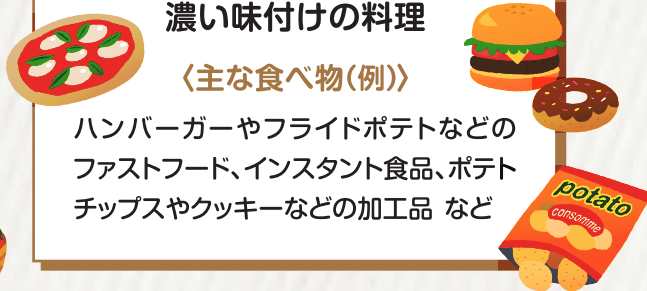 濃い味付けの料理
〈主な食べ物(例)〉
ハンバーガーやフライドポテトなどの
ファストフード、インスタント食品、ポテト
チップスやクッキーなどの加工品 など
potato
consomme